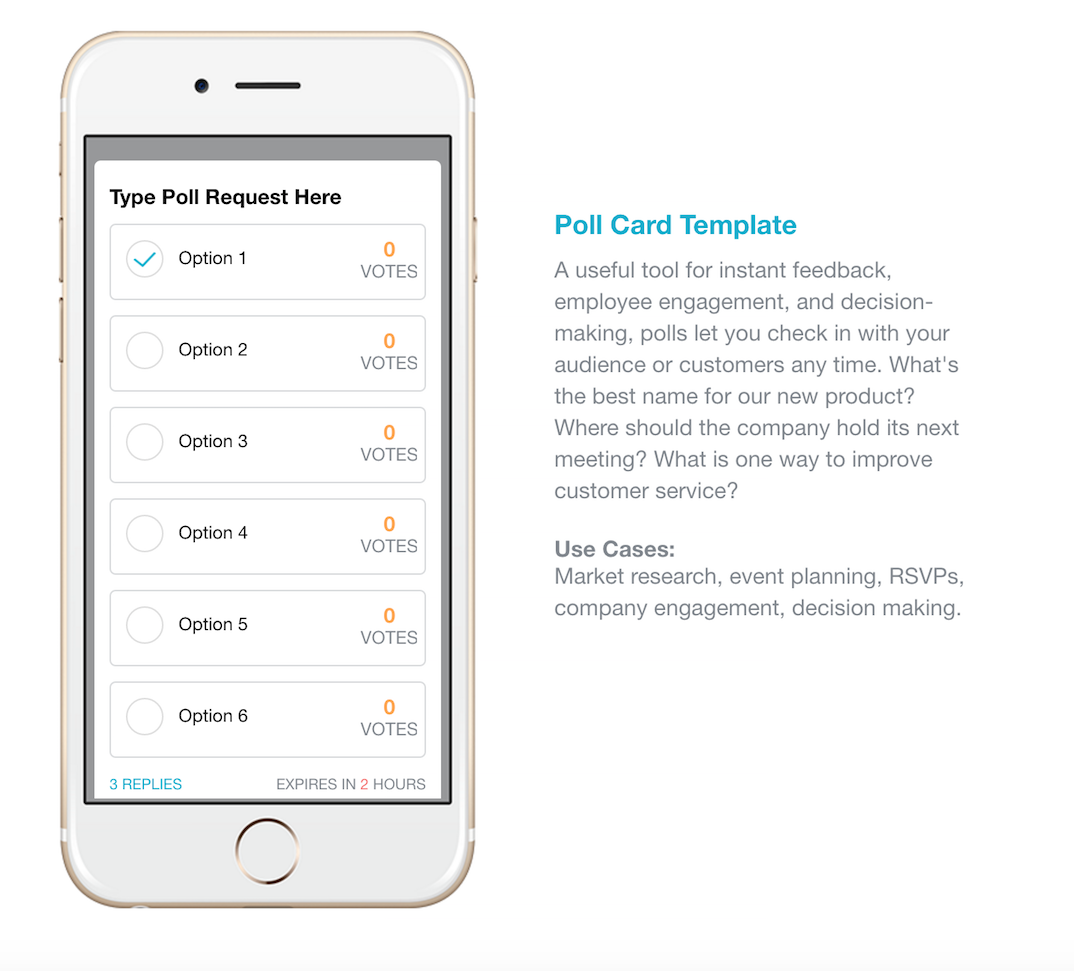 Type Poll Request Here
Option 1
0
VOTES
Option 2
0
VOTES
Option 3
0
VOTES
Option 4
0
VOTES
Option 5
0
VOTES
Option 6
0
VOTES
3 REPLIES
EXPIRES IN 2 HOURS
Poll Card Template
A useful tool for instant feedback,
employee engagement, and decision-
making, polls let you check in with your
audience or customers any time. What's
the best name for our new product?
Where should the company hold its next
meeting? What is one way to improve
customer service?
Use Cases:
Market research, event planning, RSVPs,
company engagement, decision making.